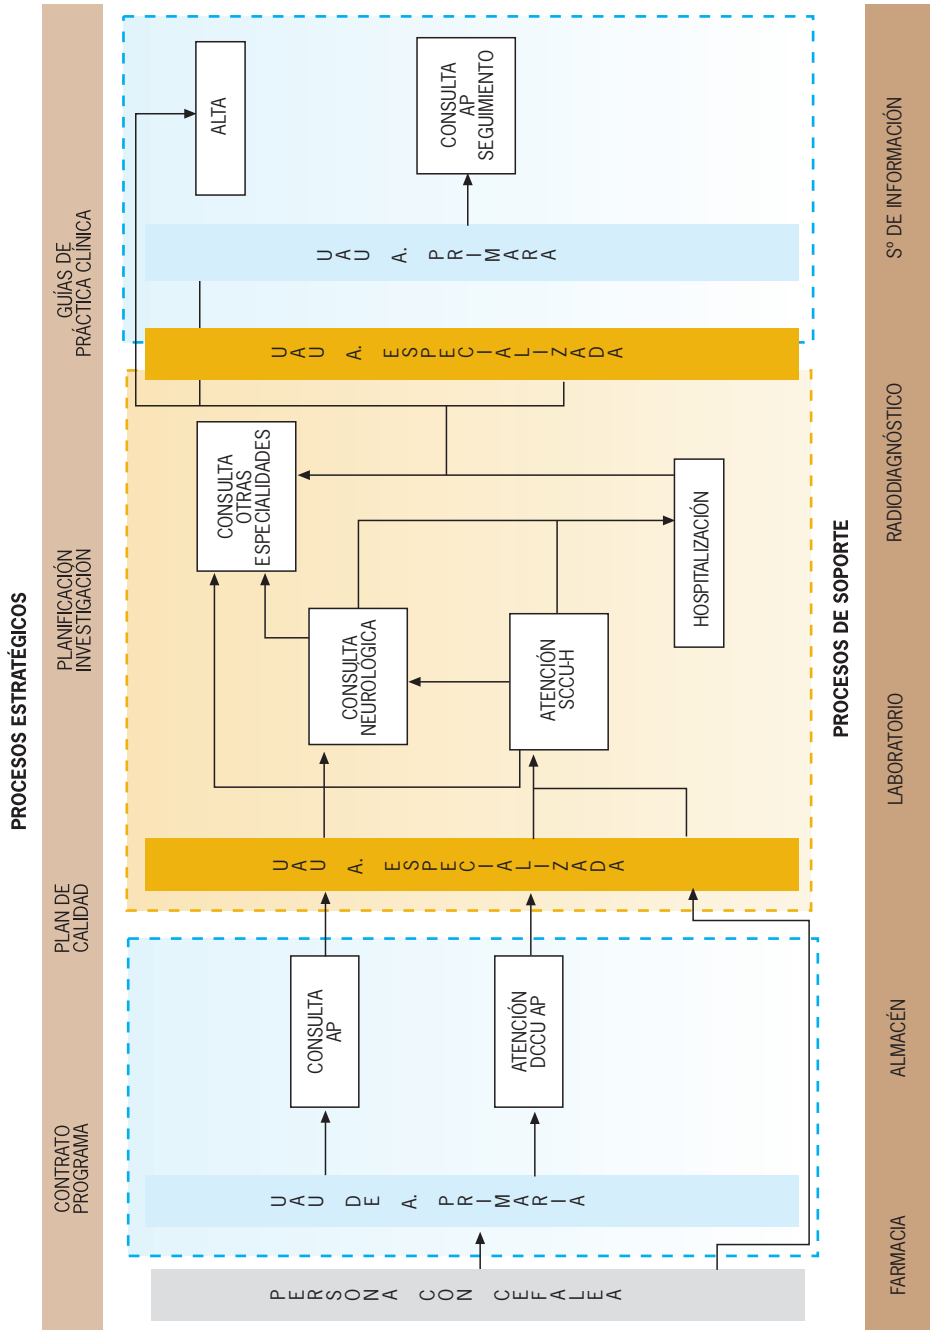 PROCESOS ESTRATÉGICOS
CONTRATO
PROGRAMA
PLAN DE
CALIDAD
PLANIFICACIÓN
INVESTIGACIÓN
GUÍAS DE
PRÁCTICA CLÍNICA
PERSONA CON CEFALEA
UAU DE A. PRIMARIA
CONSULTA
AP
ATENCIÓN
DCCU AP
UAU A. ESPECIALIZADA
CONSULTA
NEUROLÓGICA
ATENCIÓN
SCCU-H
CONSULTA
OTRAS
ESPECIALIDADES
HOSPITALIZACIÓN
UAU A. ESPECIALIZADA
UAU A. PRIMARA
ALTA
CONSULTA
AP
SEGUIMIENTO
PROCESOS DE SOPORTE
FARMACIA
ALMACÉN
LABORATORIO
RADIODIAGNÓSTICO
Sº DE INFORMACIÓN